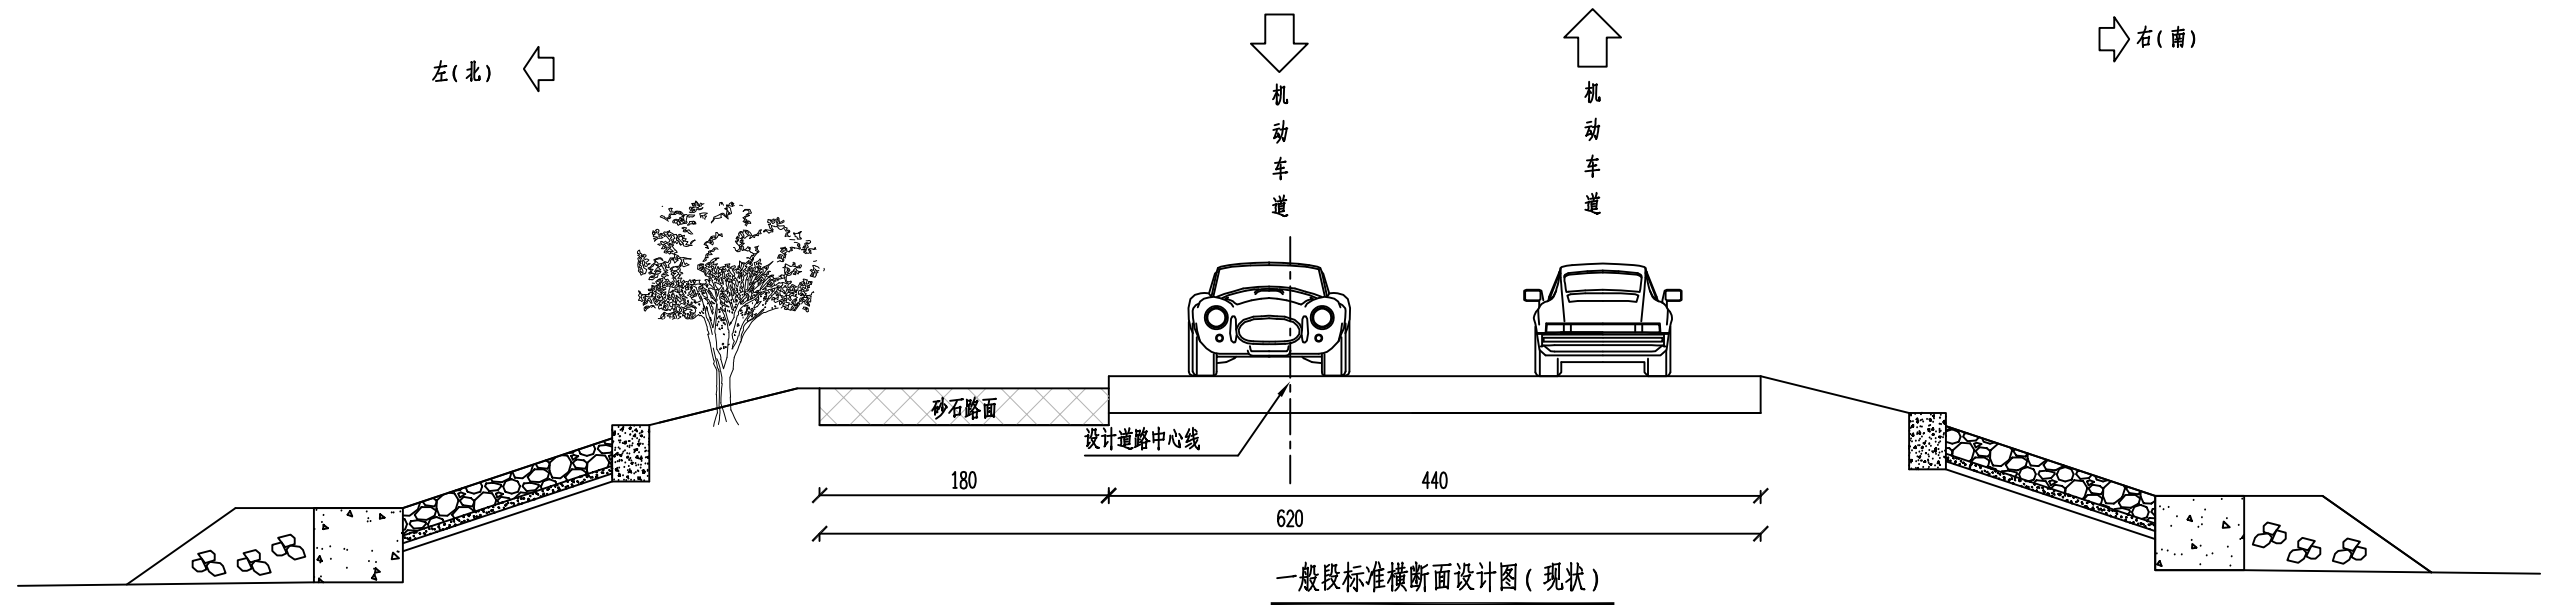 左(北)
右(南)
机动车道
机动车道
砂石路面
设计道路中心线
180
440
620
一般段标准横断面设计图(现状)